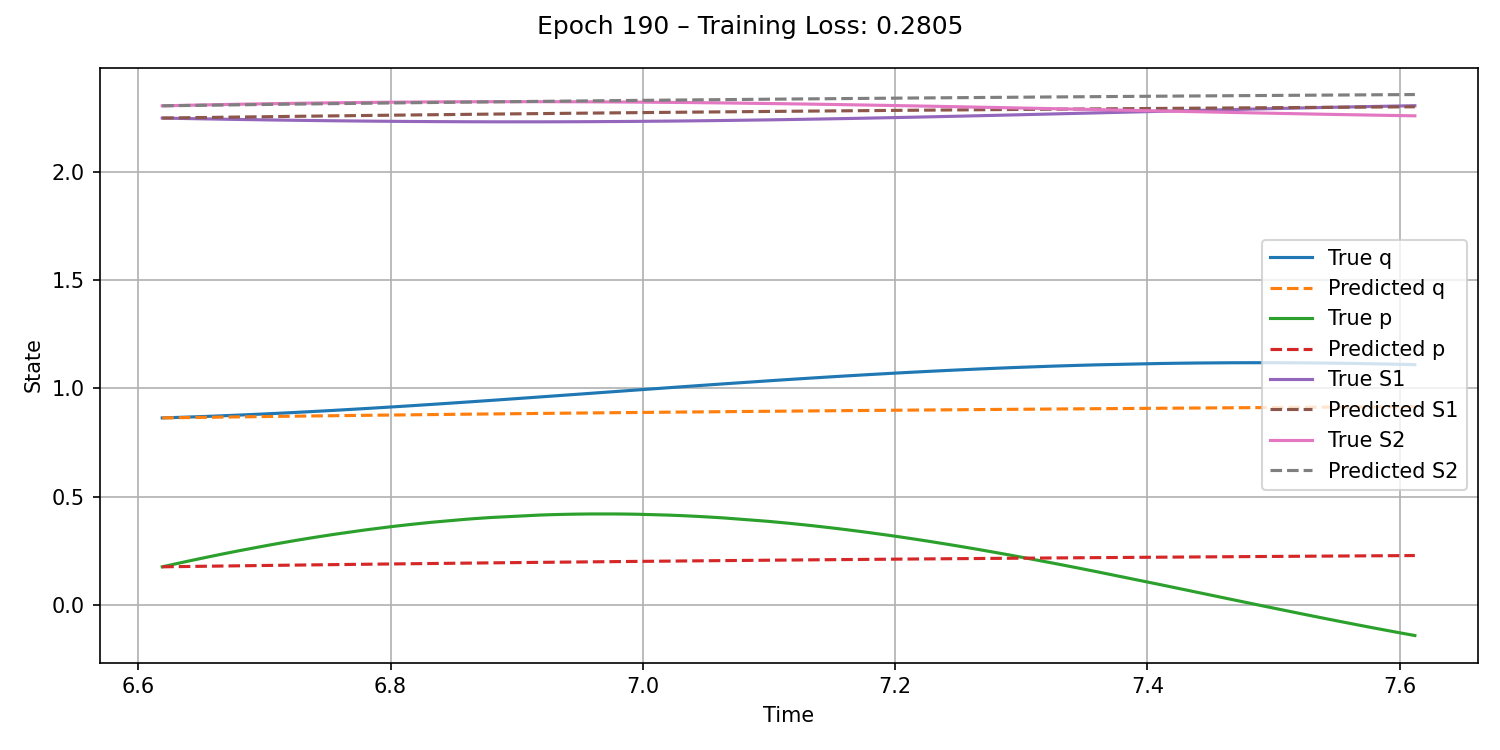 Epoch 190 – Training Loss: 0.2805
State
2.0
1.5
1.0
0.5
0.0
True q
Predicted q
True p
Predicted p
True S1
Predicted S1
True S2
Predicted S2
6.6 6.8 7.0 7.2 7.4 7.6
Time